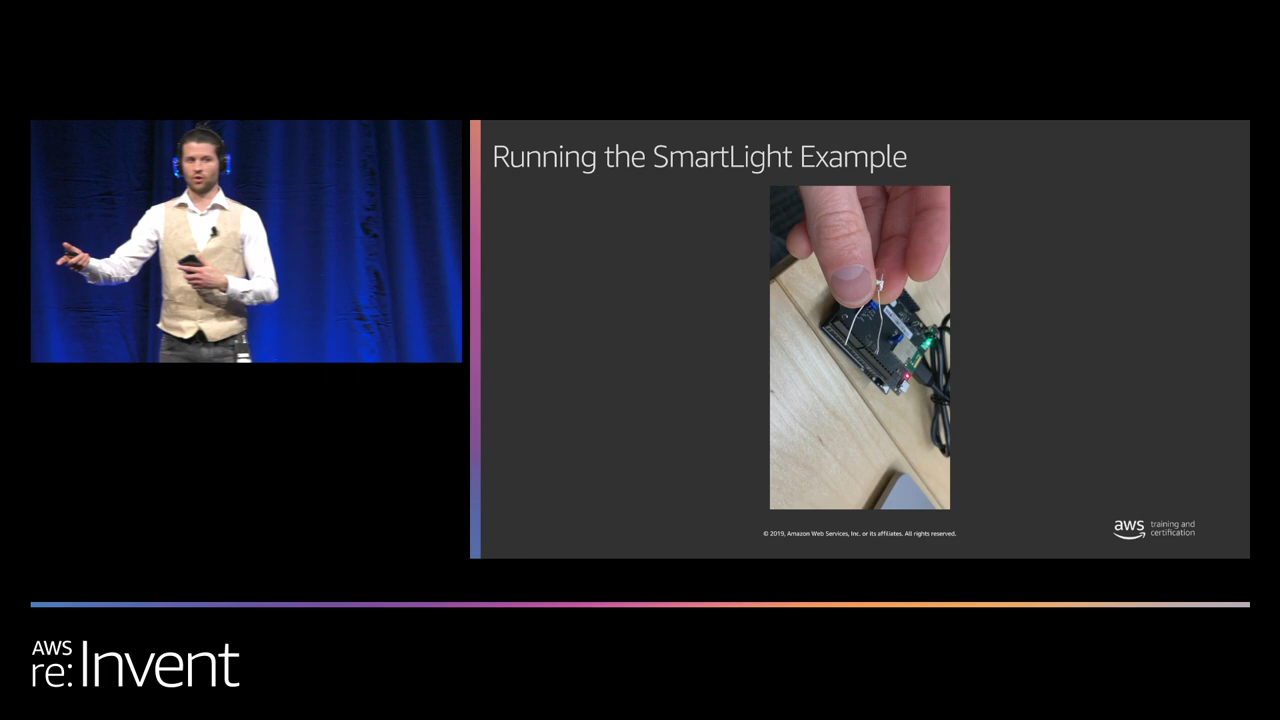 Running the SmartLight Example
© 2019, Amazon Web Services, Inc. or its affiliates. All rights reserved.
aws training and
certification
AWS
re:Invent